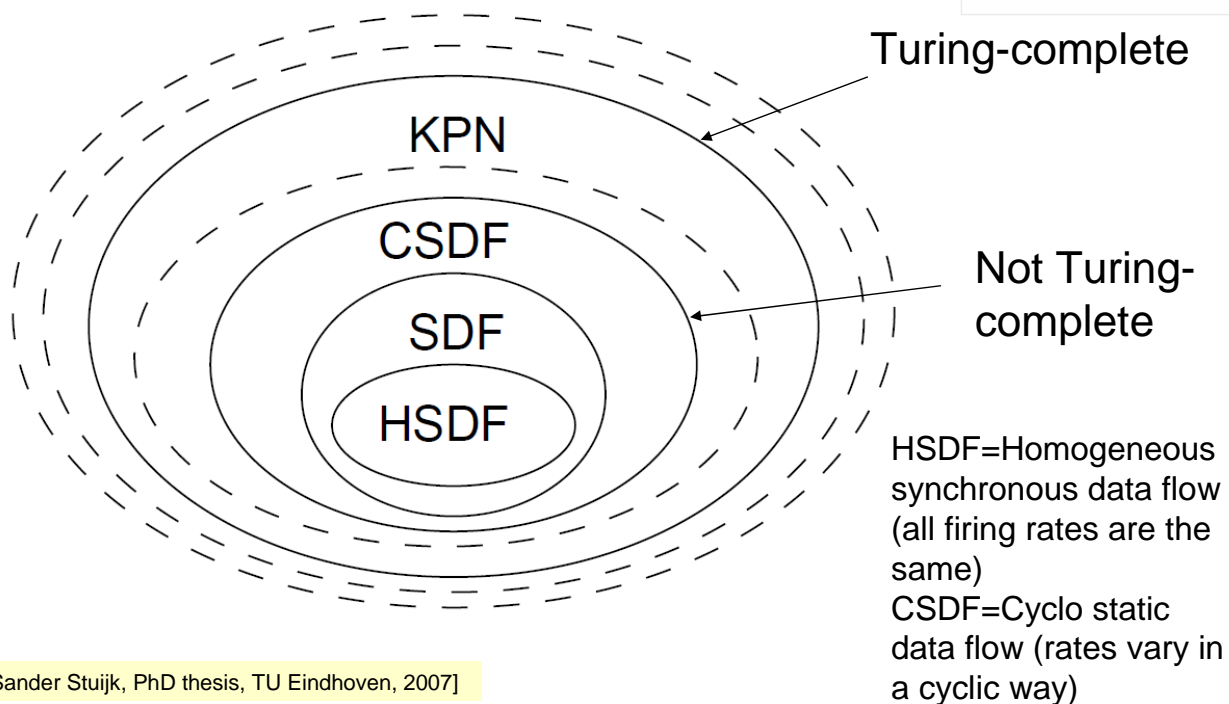 Turing-complete
KPN
CSDF
SDF
HSDF
Not Turing-
complete
HSDF=Homogeneous
synchronous data flow
(all firing rates are the
same)
CSDF=Cyclo static
data flow (rates vary in
a cyclic way)
Sander Stuijk, PhD thesis, TU Eindhoven, 2007]